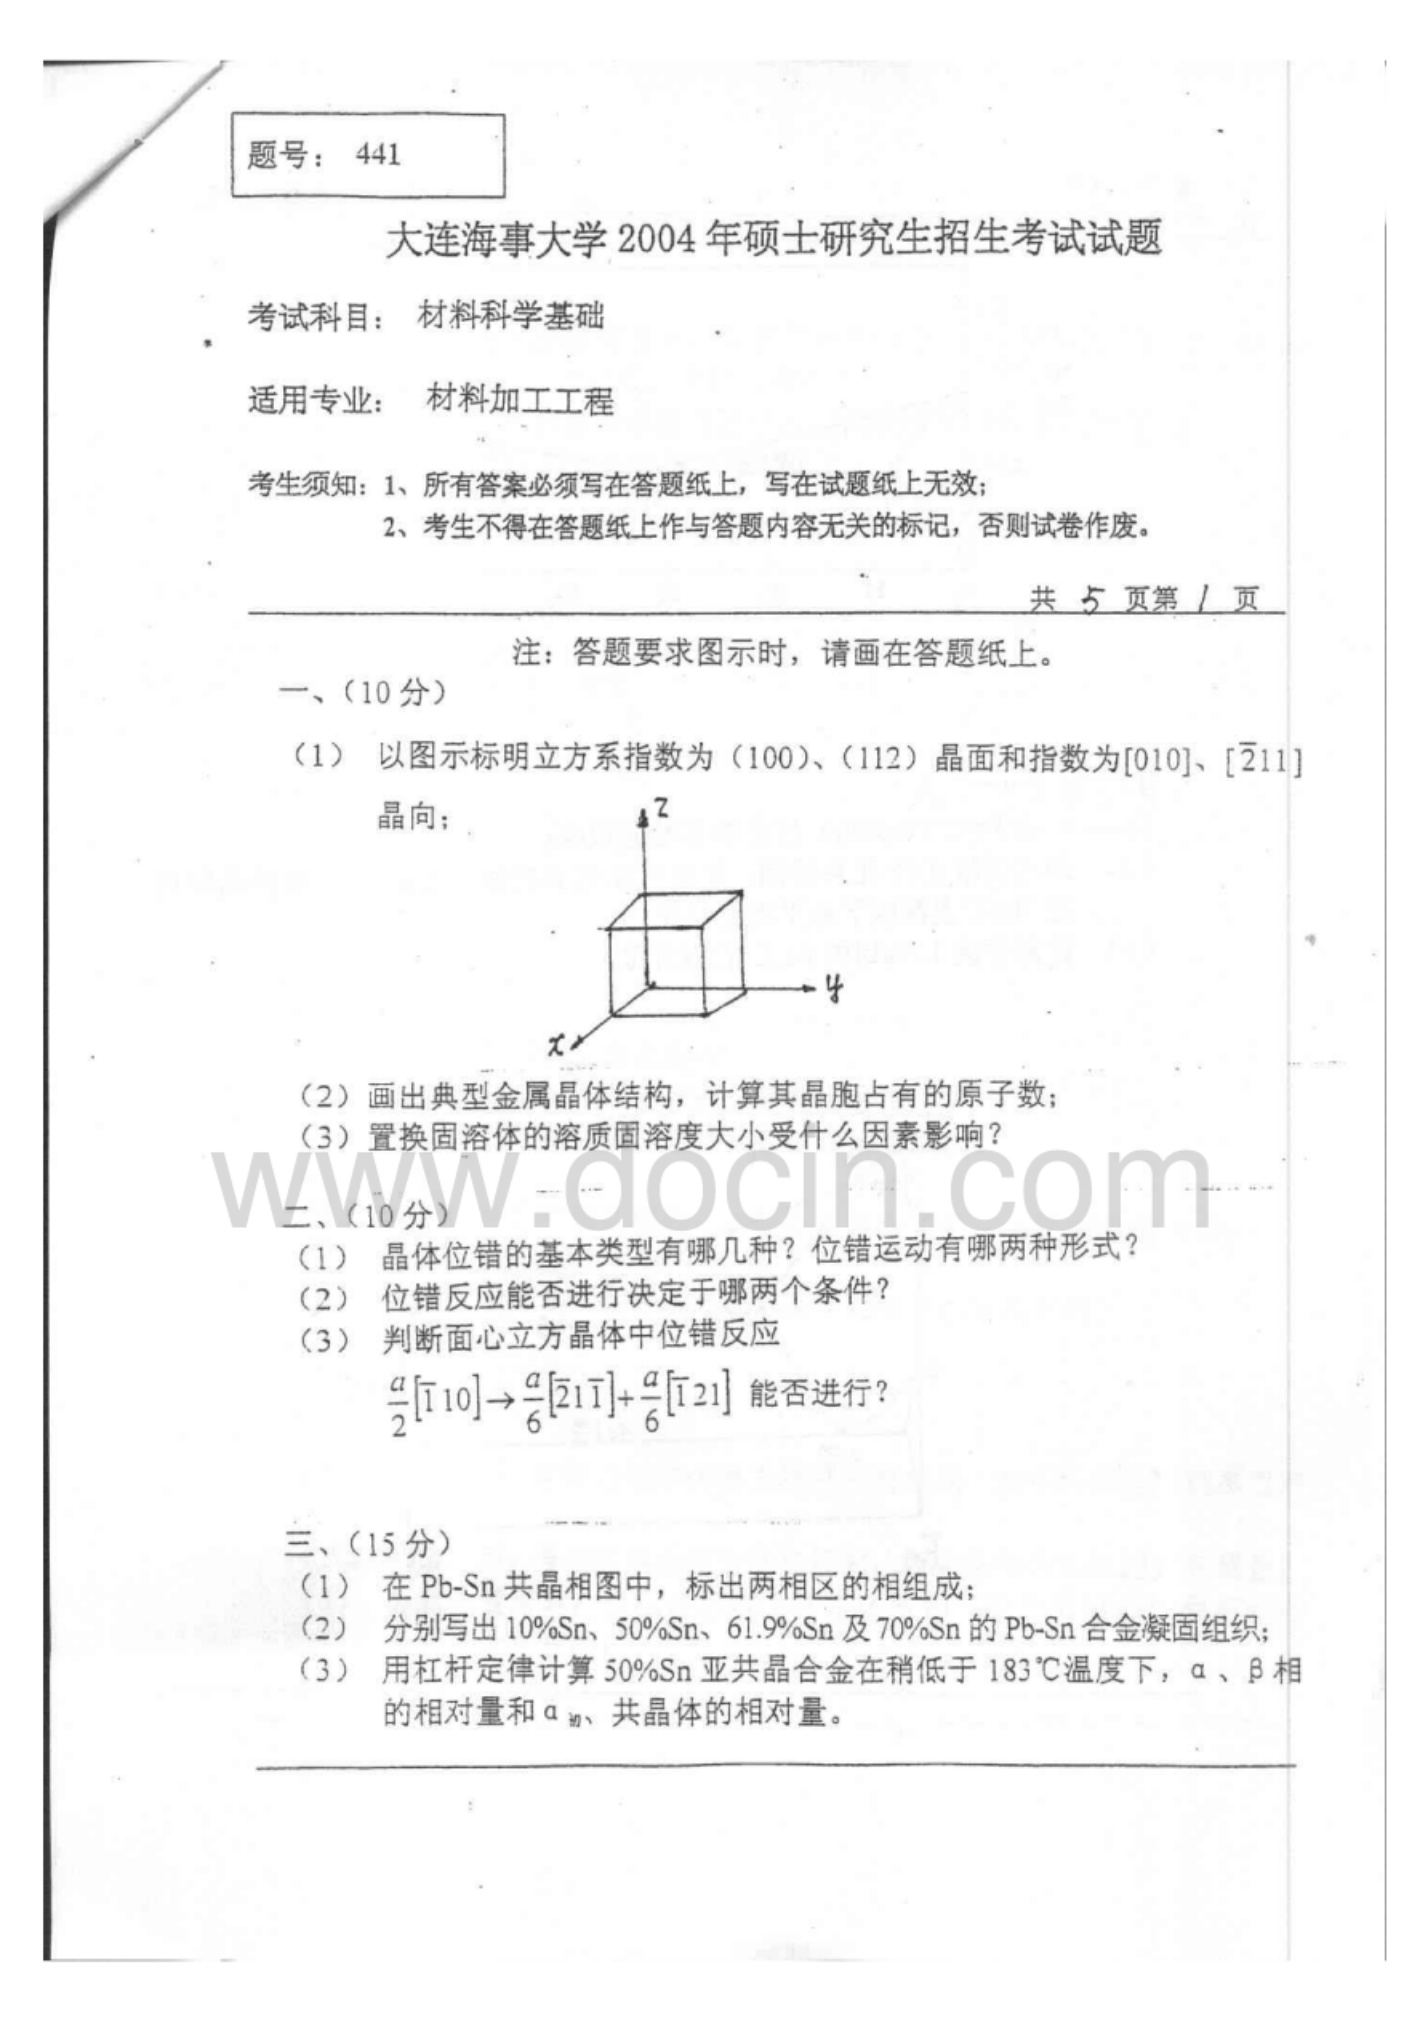 题号: 441
大连海事大学 2004 年硕士研究生招生考试试题
考试科目: 材料科学基础
适用专业: 材料加工工程
考生须知: 1、所有答案必须写在答题纸上，写在试题纸上无效;
2、考生不得在答题纸上作与答题内容无关的标记，否则试卷作废。
共 5 页第 1 页
注: 答题要求图示时，请画在答题纸上。
一、(10 分)
(1) 以图示标明立方系指数为(100)、(112)晶面和指数为[010]、[2̅11]
晶向;
z
y
x
(2) 画出典型金属晶体结构，计算其晶胞占有的原子数;
(3) 置换固溶体的溶质固溶度大小受什么因素影响?
www.docin.com
二、(10 分)
(1) 晶体位错的基本类型有哪几种? 位错运动有哪两种形式?
(2) 位错反应能否进行决定于哪两个条件?
(3) 判断面心立方晶体中位错反应
a/2[1̅10]→a/6[2̅11̅]+a/6[1̅21] 能否进行?
三、(15 分)
(1) 在 Pb-Sn 共晶相图中，标出两相区的相组成;
(2) 分别写出 10%Sn、50%Sn、61.9%Sn 及 70%Sn 的 Pb-Sn 合金凝固组织;
(3) 用杠杆定律计算 50%Sn 亚共晶合金在稍低于 183℃温度下，α、β相
的相对量和α初、共晶体的相对量。